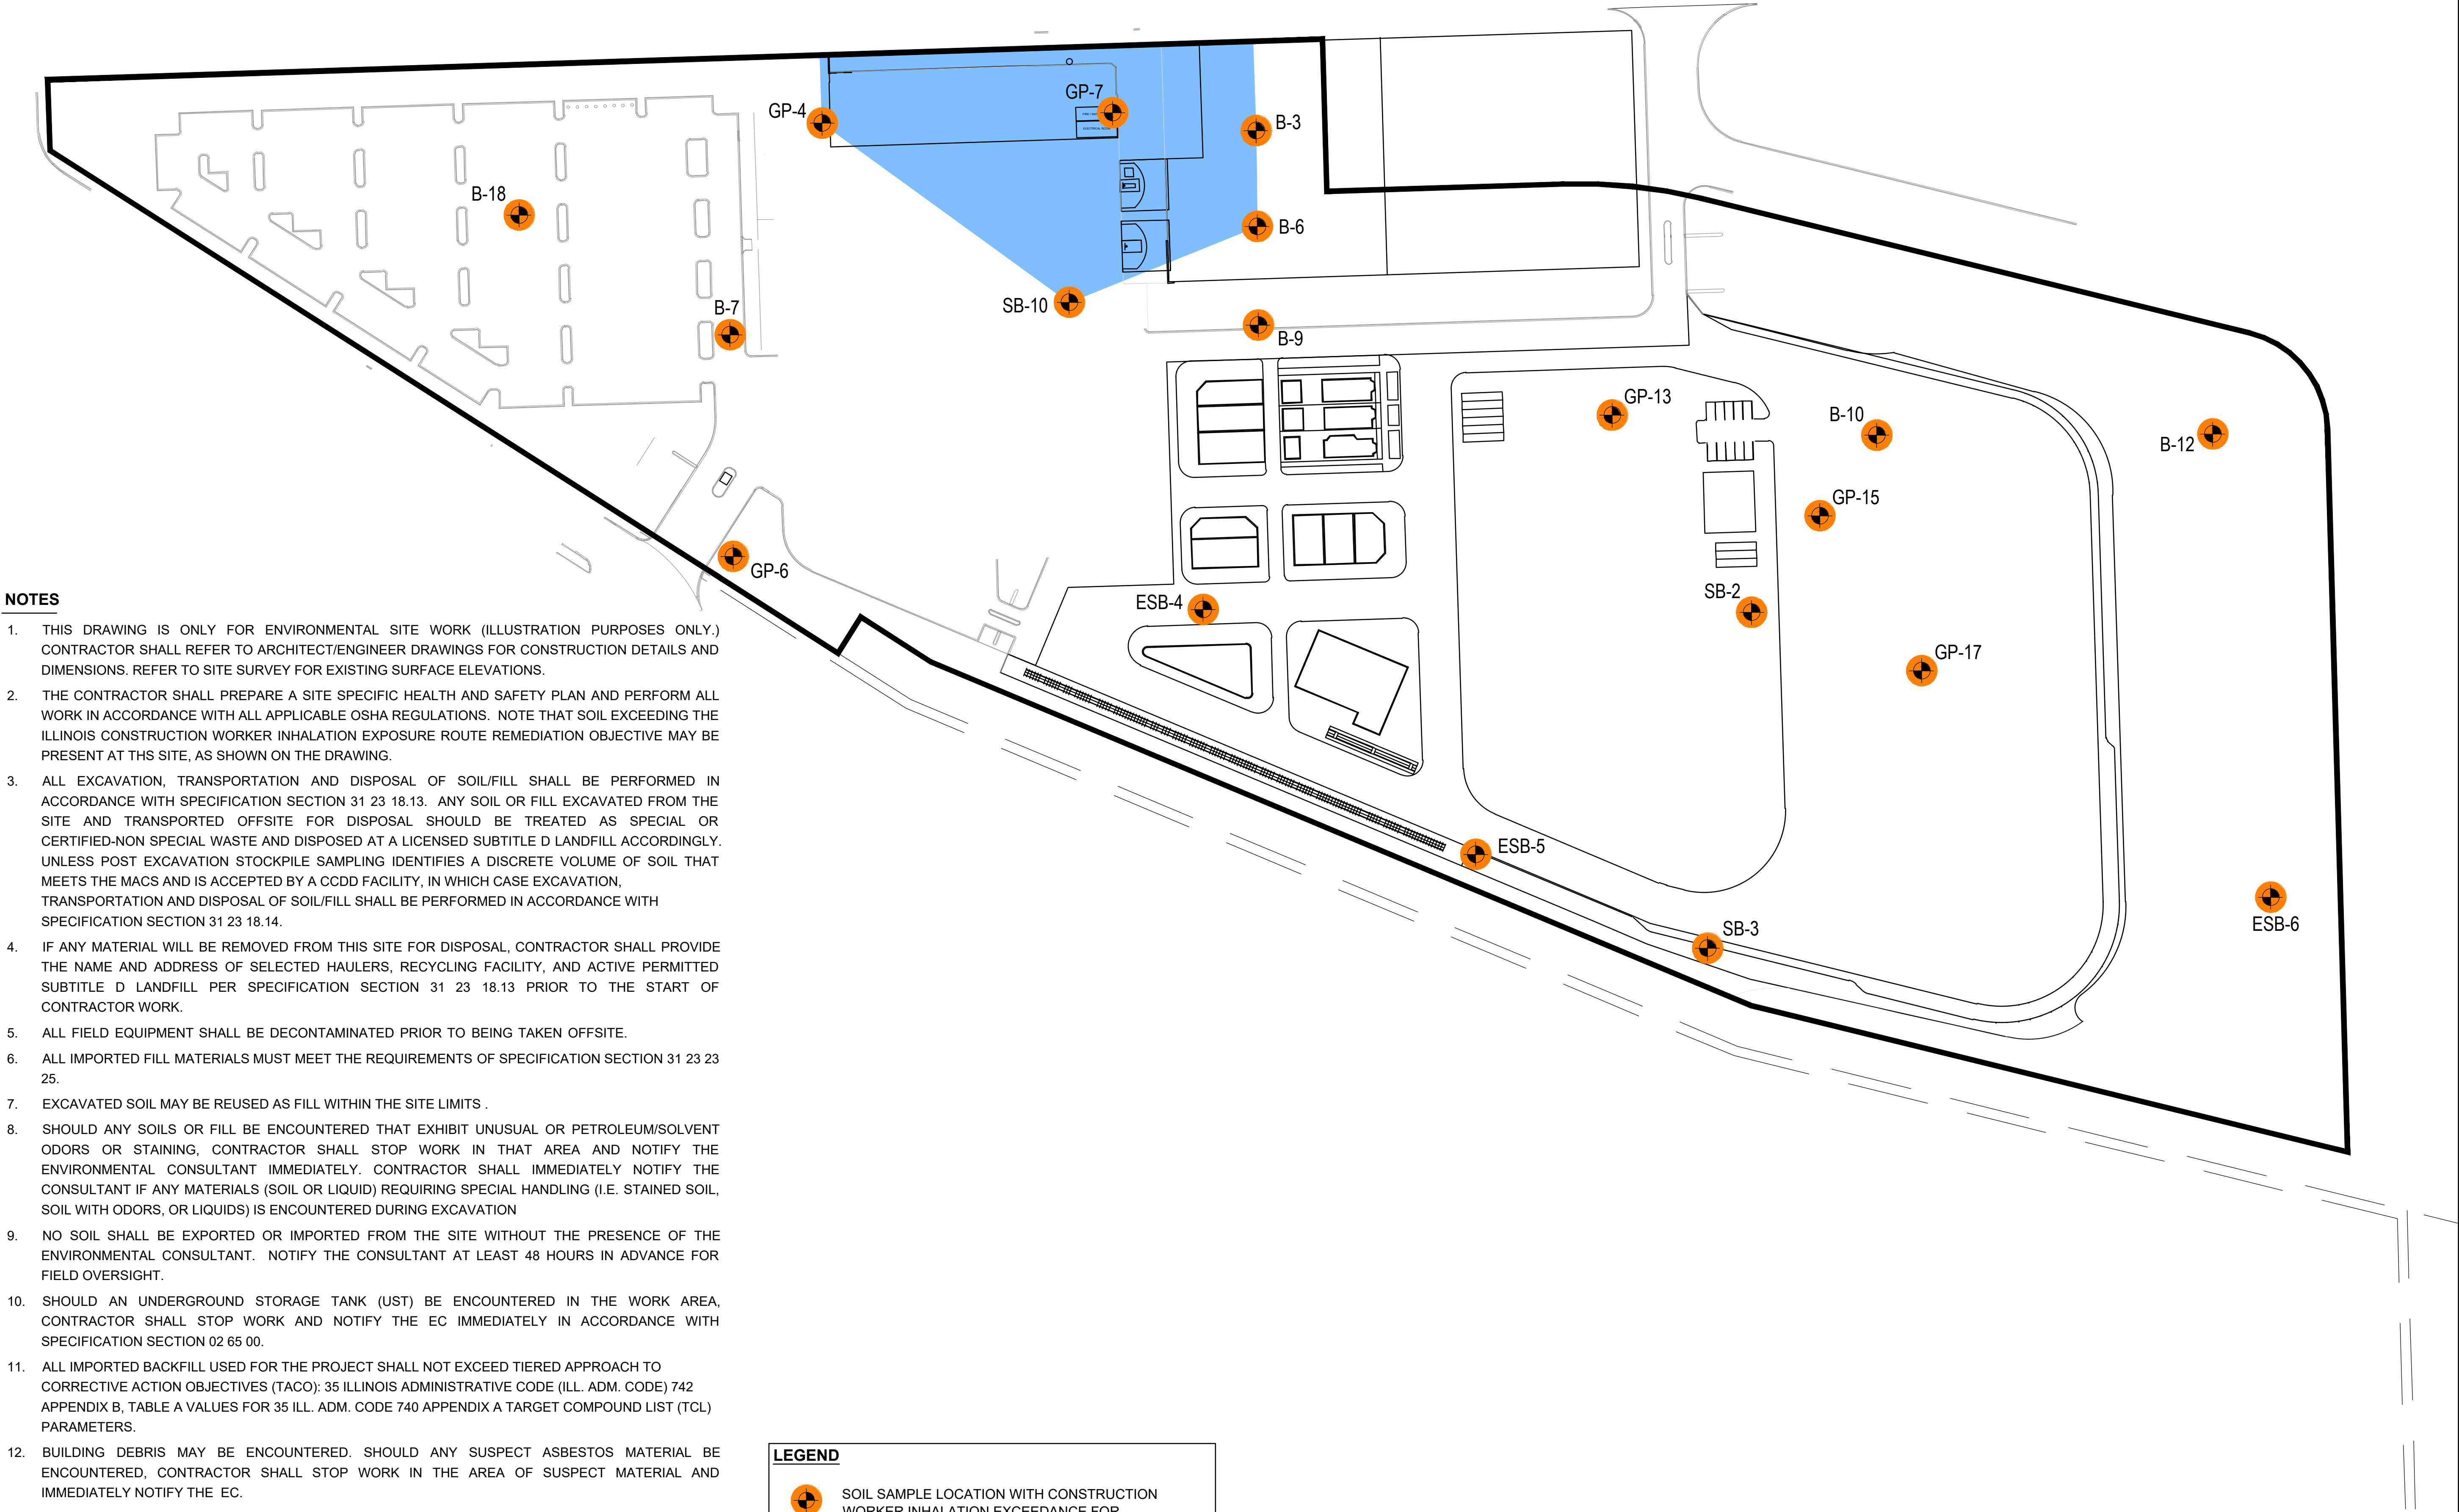 GP-4
GP-7
B-3
B-18
B-6
B-7
SB-10
B-9
GP-13
B-10
B-12
GP-15
GP-6
ESB-4
SB-2
GP-17
ESB-5
SB-3
ESB-6
ELECTRICAL ROOM
NOTES
1. THIS DRAWING IS ONLY FOR ENVIRONMENTAL SITE WORK (ILLUSTRATION PURPOSES ONLY.)
CONTRACTOR SHALL REFER TO ARCHITECT/ENGINEER DRAWINGS FOR CONSTRUCTION DETAILS AND
DIMENSIONS. REFER TO SITE SURVEY FOR EXISTING SURFACE ELEVATIONS.
2. THE CONTRACTOR SHALL PREPARE A SITE SPECIFIC HEALTH AND SAFETY PLAN AND PERFORM ALL
WORK IN ACCORDANCE WITH ALL APPLICABLE OSHA REGULATIONS. NOTE THAT SOIL EXCEEDING THE
ILLINOIS CONSTRUCTION WORKER INHALATION EXPOSURE ROUTE REMEDIATION OBJECTIVE MAY BE
PRESENT AT THS SITE, AS SHOWN ON THE DRAWING.
3. ALL EXCAVATION, TRANSPORTATION AND DISPOSAL OF SOIL/FILL SHALL BE PERFORMED IN
ACCORDANCE WITH SPECIFICATION SECTION 31 23 18.13. ANY SOIL OR FILL EXCAVATED FROM THE
SITE AND TRANSPORTED OFFSITE FOR DISPOSAL SHOULD BE TREATED AS SPECIAL OR
CERTIFIED-NON SPECIAL WASTE AND DISPOSED AT A LICENSED SUBTITLE D LANDFILL ACCORDINGLY.
UNLESS POST EXCAVATION STOCKPILE SAMPLING IDENTIFIES A DISCRETE VOLUME OF SOIL THAT
MEETS THE MACS AND IS ACCEPTED BY A CCDD FACILITY, IN WHICH CASE EXCAVATION,
TRANSPORTATION AND DISPOSAL OF SOIL/FILL SHALL BE PERFORMED IN ACCORDANCE WITH
SPECIFICATION SECTION 31 23 18.14.
4. IF ANY MATERIAL WILL BE REMOVED FROM THIS SITE FOR DISPOSAL, CONTRACTOR SHALL PROVIDE
THE NAME AND ADDRESS OF SELECTED HAULERS, RECYCLING FACILITY, AND ACTIVE PERMITTED
SUBTITLE D LANDFILL PER SPECIFICATION SECTION 31 23 18.13 PRIOR TO THE START OF
CONTRACTOR WORK.
5. ALL FIELD EQUIPMENT SHALL BE DECONTAMINATED PRIOR TO BEING TAKEN OFFSITE.
6. ALL IMPORTED FILL MATERIALS MUST MEET THE REQUIREMENTS OF SPECIFICATION SECTION 31 23 23
25.
7. EXCAVATED SOIL MAY BE REUSED AS FILL WITHIN THE SITE LIMITS .
8. SHOULD ANY SOILS OR FILL BE ENCOUNTERED THAT EXHIBIT UNUSUAL OR PETROLEUM/SOLVENT
ODORS OR STAINING, CONTRACTOR SHALL STOP WORK IN THAT AREA AND NOTIFY THE
ENVIRONMENTAL CONSULTANT IMMEDIATELY. CONTRACTOR SHALL IMMEDIATELY NOTIFY THE
CONSULTANT IF ANY MATERIALS (SOIL OR LIQUID) REQUIRING SPECIAL HANDLING (I.E. STAINED SOIL,
SOIL WITH ODORS, OR LIQUIDS) IS ENCOUNTERED DURING EXCAVATION
9. NO SOIL SHALL BE EXPORTED OR IMPORTED FROM THE SITE WITHOUT THE PRESENCE OF THE
ENVIRONMENTAL CONSULTANT. NOTIFY THE CONSULTANT AT LEAST 48 HOURS IN ADVANCE FOR
FIELD OVERSIGHT.
10. SHOULD AN UNDERGROUND STORAGE TANK (UST) BE ENCOUNTERED IN THE WORK AREA,
CONTRACTOR SHALL STOP WORK AND NOTIFY THE EC IMMEDIATELY IN ACCORDANCE WITH
SPECIFICATION SECTION 02 65 00.
11. ALL IMPORTED BACKFILL USED FOR THE PROJECT SHALL NOT EXCEED TIERED APPROACH TO
CORRECTIVE ACTION OBJECTIVES (TACO): 35 ILLINOIS ADMINISTRATIVE CODE (ILL. ADM. CODE) 742
APPENDIX B, TABLE A VALUES FOR 35 ILL. ADM. CODE 740 APPENDIX A TARGET COMPOUND LIST (TCL)
PARAMETERS.
12. BUILDING DEBRIS MAY BE ENCOUNTERED. SHOULD ANY SUSPECT ASBESTOS MATERIAL BE
ENCOUNTERED, CONTRACTOR SHALL STOP WORK IN THE AREA OF SUSPECT MATERIAL AND
IMMEDIATELY NOTIFY THE EC.
LEGEND
SOIL SAMPLE LOCATION WITH CONSTRUCTION
WORKER INHALATION EXCEEDANCE FOR